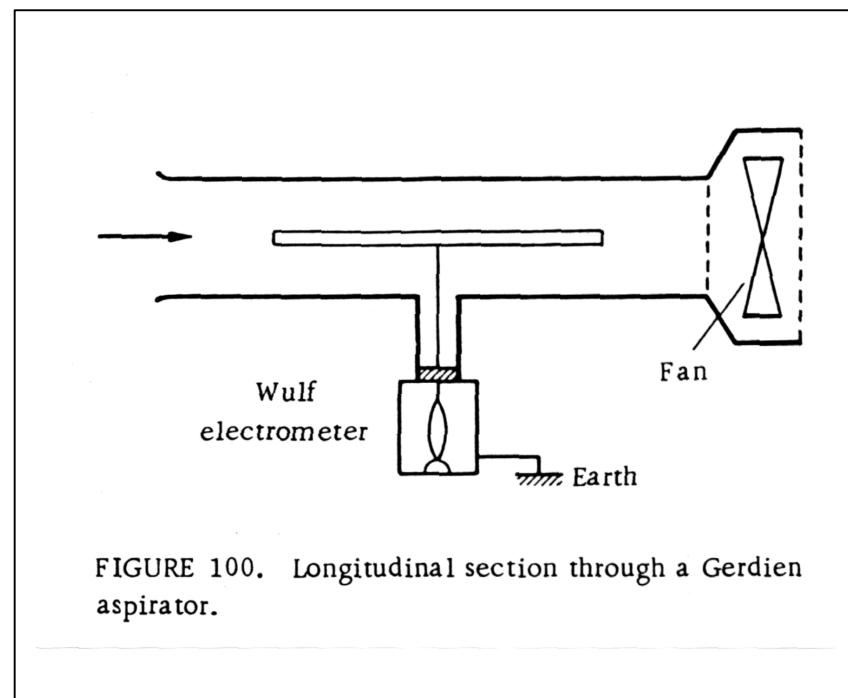 Fan
Wulf
electrometer
Earth
FIGURE 100. Longitudinal section through a Gerdien
aspirator.